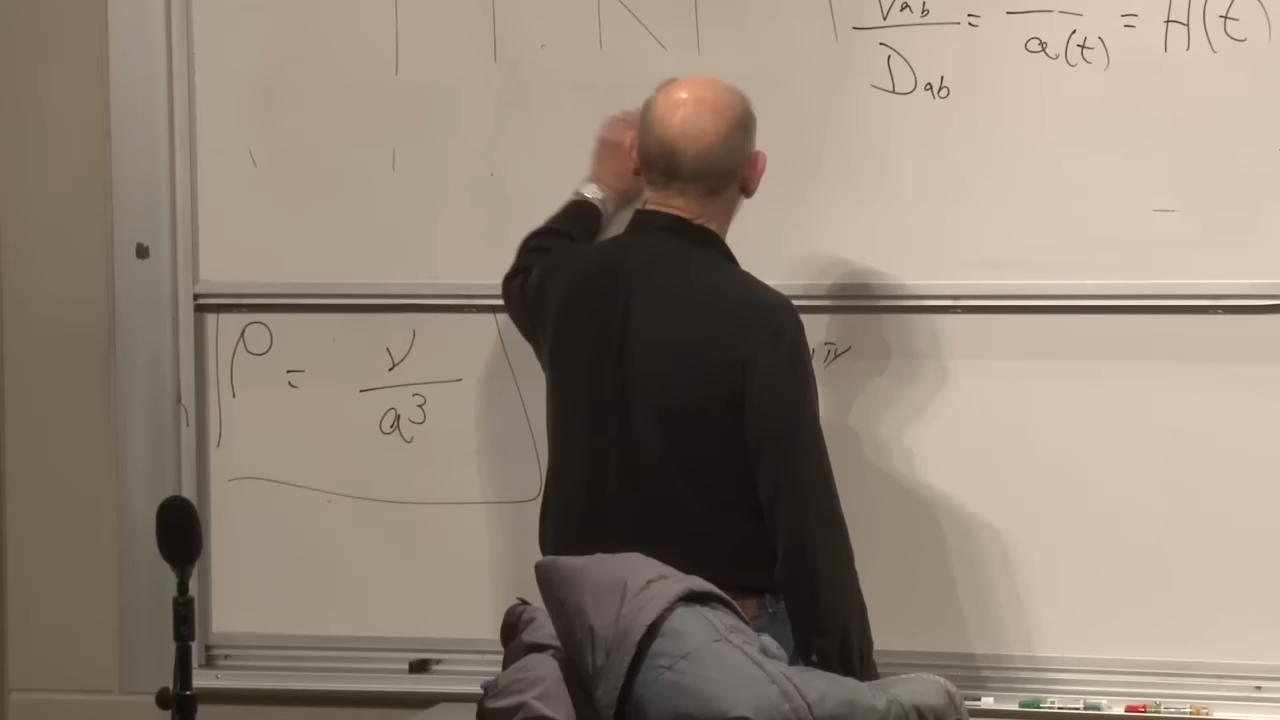 Vab / Dab = / a(t) = H(t)
ρ = ν / a³